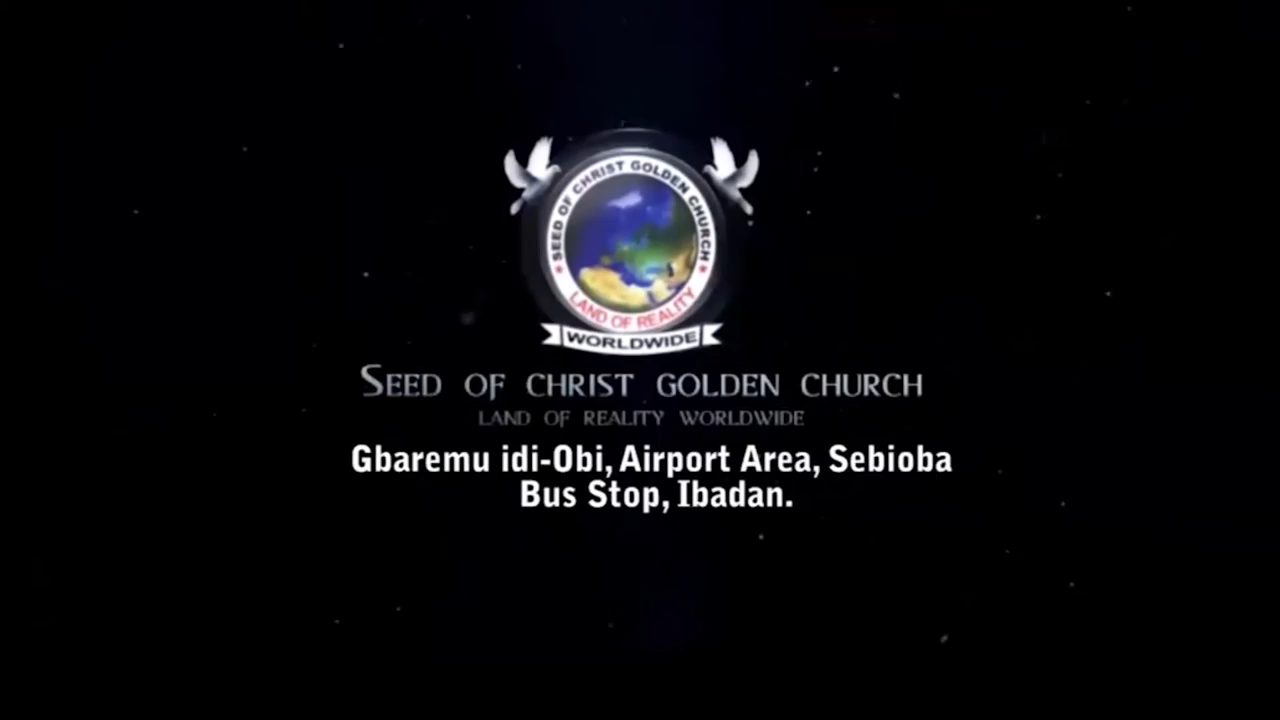 SEED OF CHRIST GOLDEN CHURCH
LAND OF REALITY
WORLDWIDE
SEED OF CHRIST GOLDEN CHURCH
LAND OF REALITY WORLDWIDE
Gbaremu idi-Obi, Airport Area, Sebioba
Bus Stop, Ibadan.